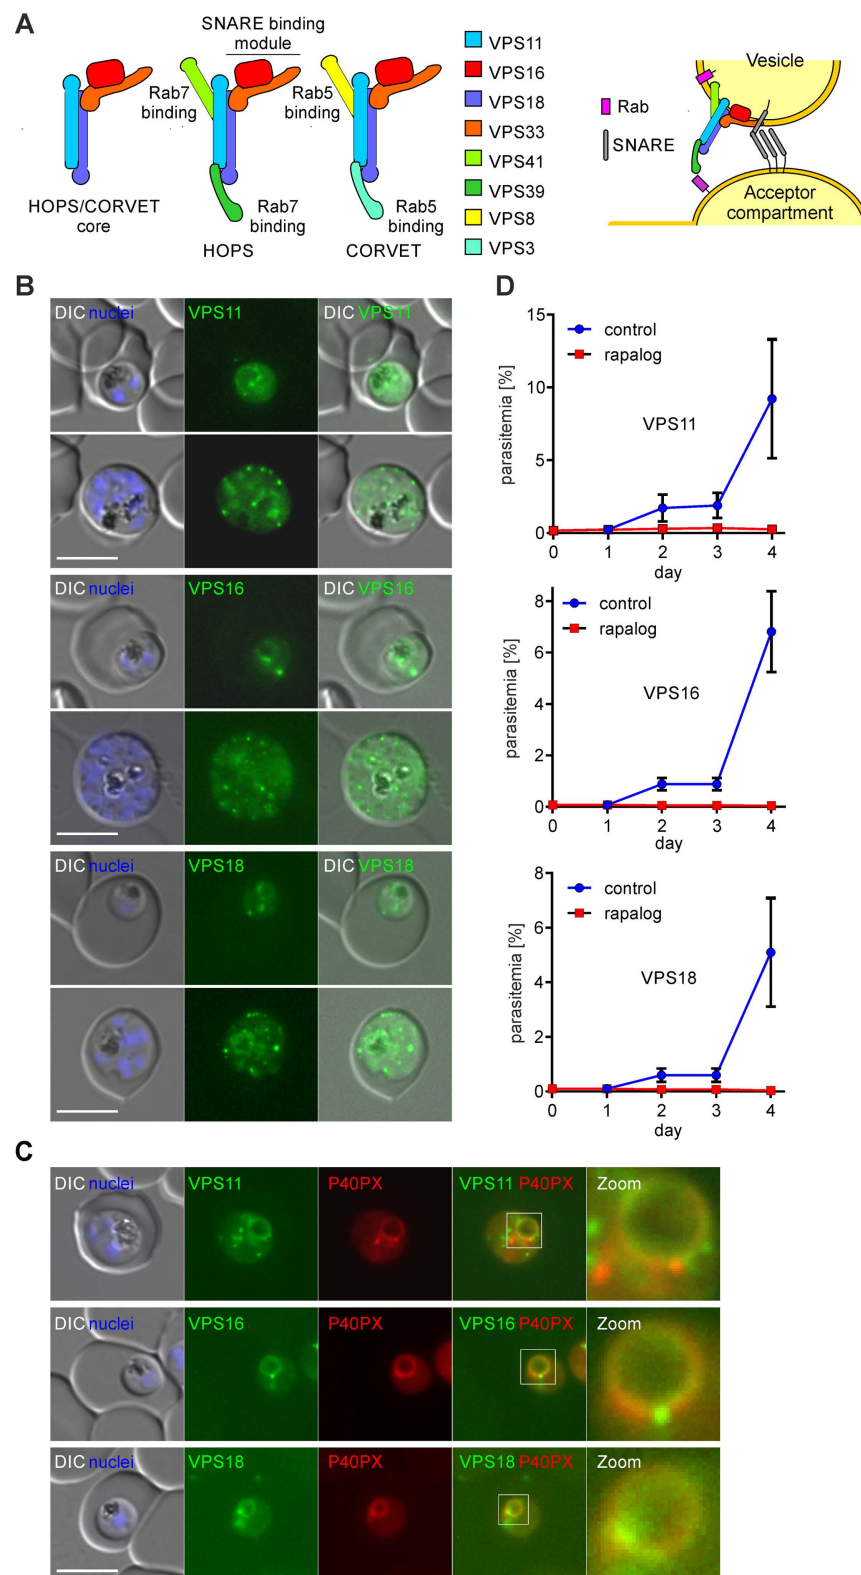 A
SNARE binding
module
Rab7
binding
Rab5
binding
HOPS/CORVET
core
Rab7
binding
HOPS
Rab5
binding
CORVET
VPS11
VPS16
VPS18
VPS33
VPS41
VPS39
VPS8
VPS3
Rab
SNARE
Vesicle
Acceptor
compartment
B
DIC nuclei
VPS11
DIC VPS11
DIC nuclei
VPS16
DIC VPS16
DIC nuclei
VPS18
DIC VPS18
D
15
10
5
0
parasitemia [%]
control
rapalog
VPS11
0 1 2 3 4
day
8
6
4
2
0
parasitemia [%]
control
rapalog
VPS16
0 1 2 3 4
day
8
6
4
2
0
parasitemia [%]
control
rapalog
VPS18
0 1 2 3 4
day
C
DIC nuclei
VPS11
P40PX
VPS11 P40PX
Zoom
DIC nuclei
VPS16
P40PX
VPS16 P40PX
Zoom
DIC nuclei
VPS18
P40PX
VPS18 P40PX
Zoom